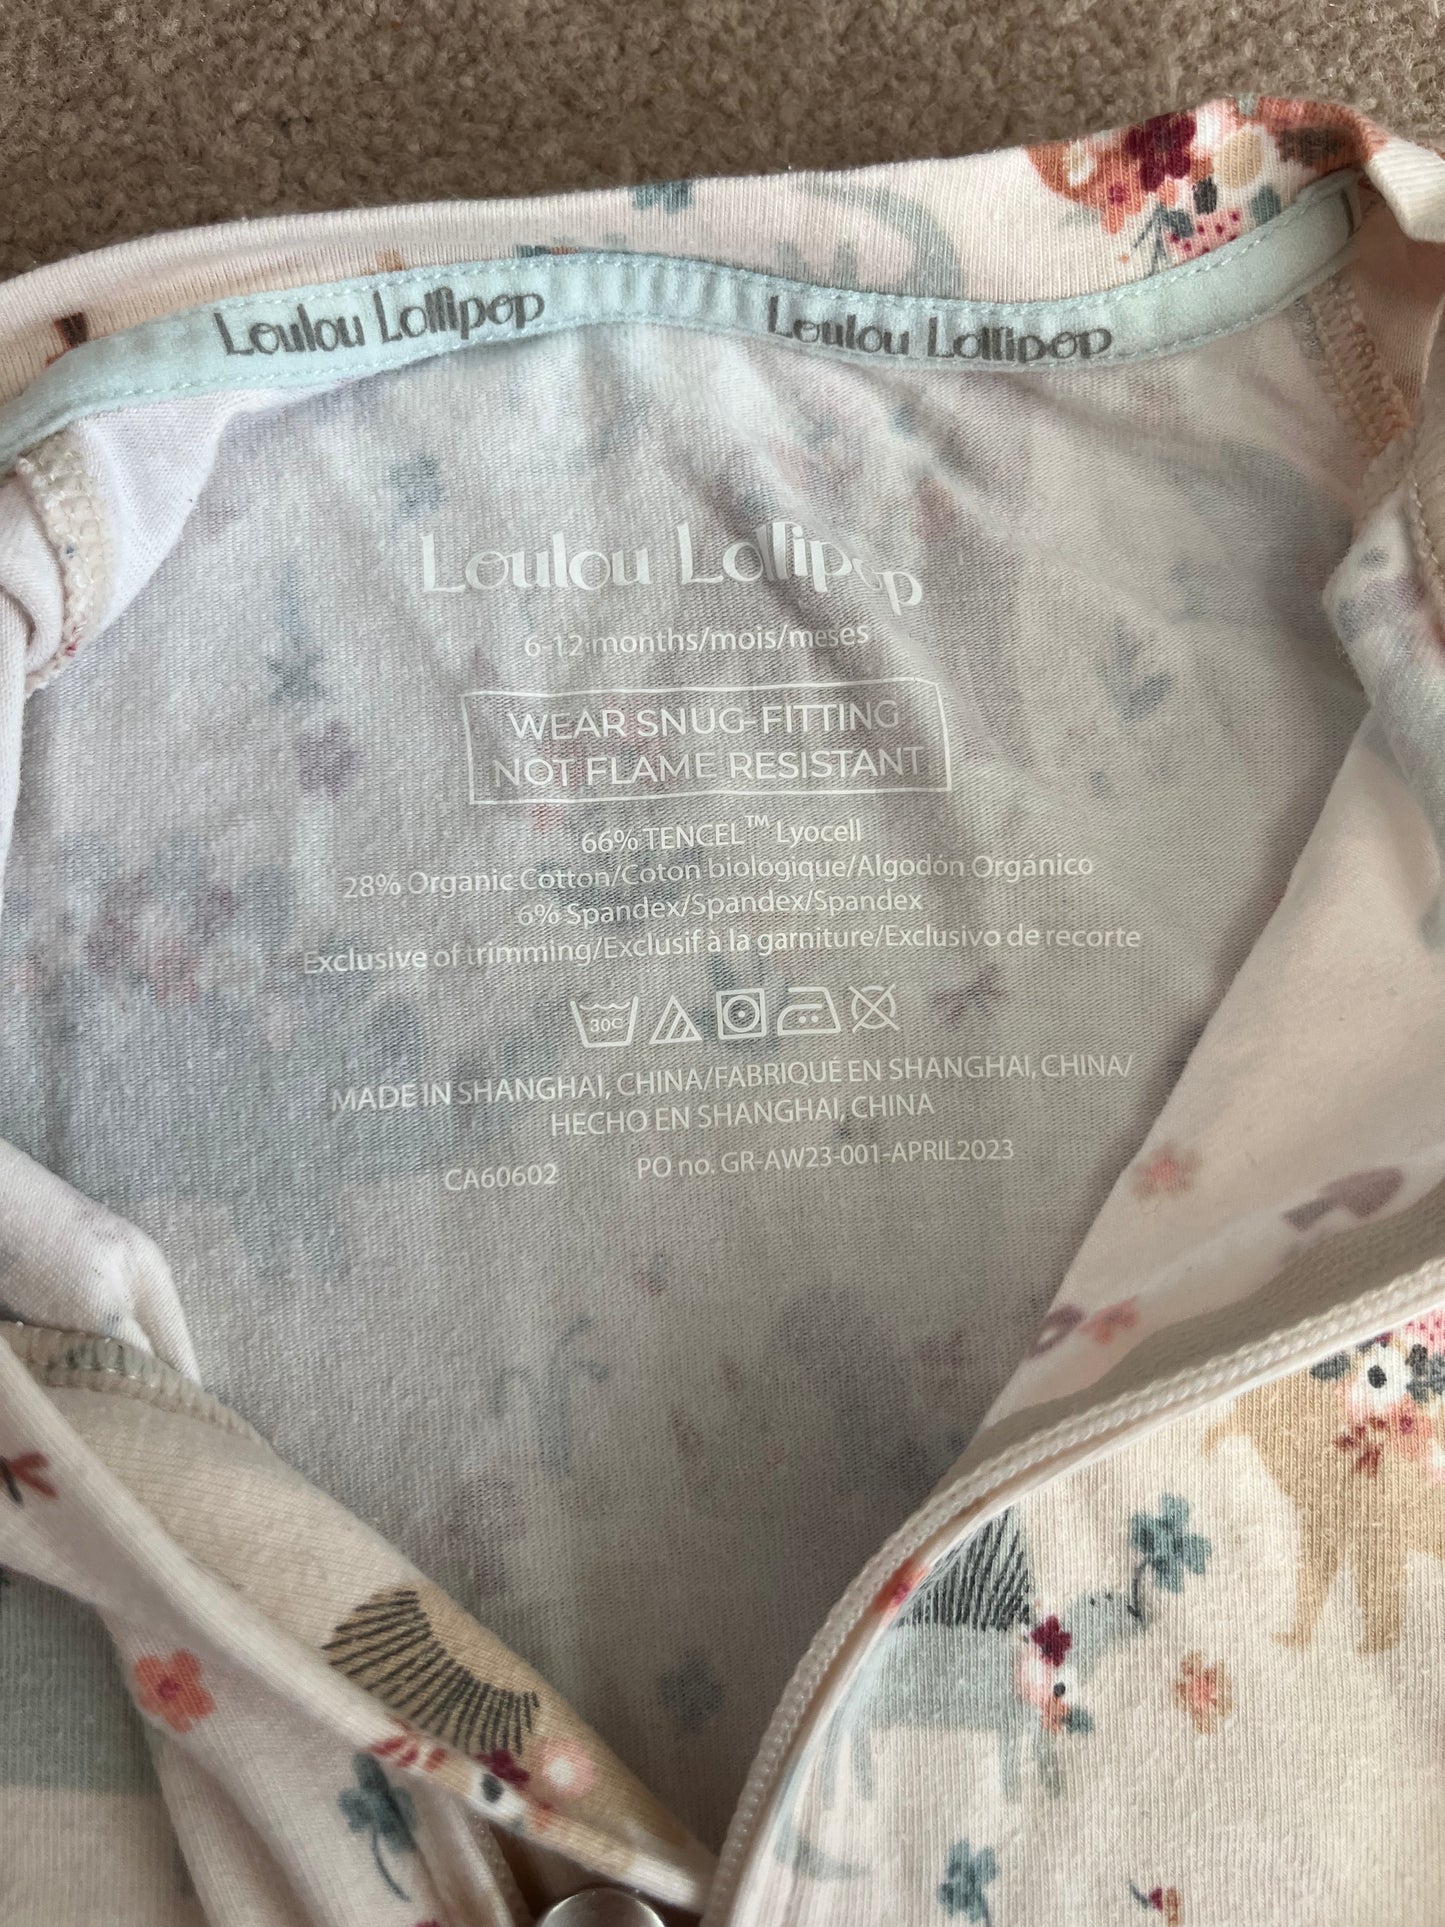 Loulou Lollipop Loulou Lollipop
Loulou Lollipop
6-12 months/mois/meses
WEAR SNUG-FITTING
NOT FLAME RESISTANT
66% TENCEL™ Lyocell
28% Organic Cotton/Coton biologique/Algodón Orgánico
6% Spandex/Spandex/Spandex
Exclusive of trimming/Exclusif à la garniture/Exclusivo de recorte
30C
MADE IN SHANGHAI, CHINA/FABRIQUÉ EN SHANGHAI, CHINA/
HECHO EN SHANGHAI, CHINA
CA60602 PO no. GR-AW23-001-APRIL2023